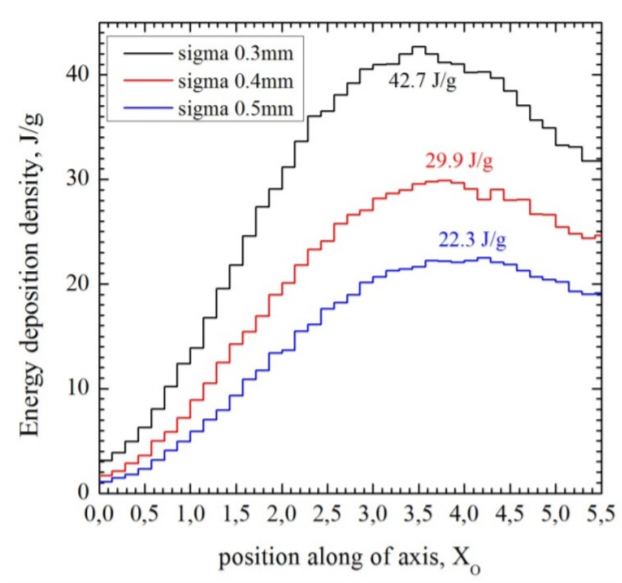 Energy deposition density, J/g
40
30
20
10
0
sigma 0.3mm
sigma 0.4mm
sigma 0.5mm
42.7 J/g
29.9 J/g
22.3 J/g
0,0 0,5 1,0 1,5 2,0 2,5 3,0 3,5 4,0 4,5 5,0 5,5
position along of axis, Xo